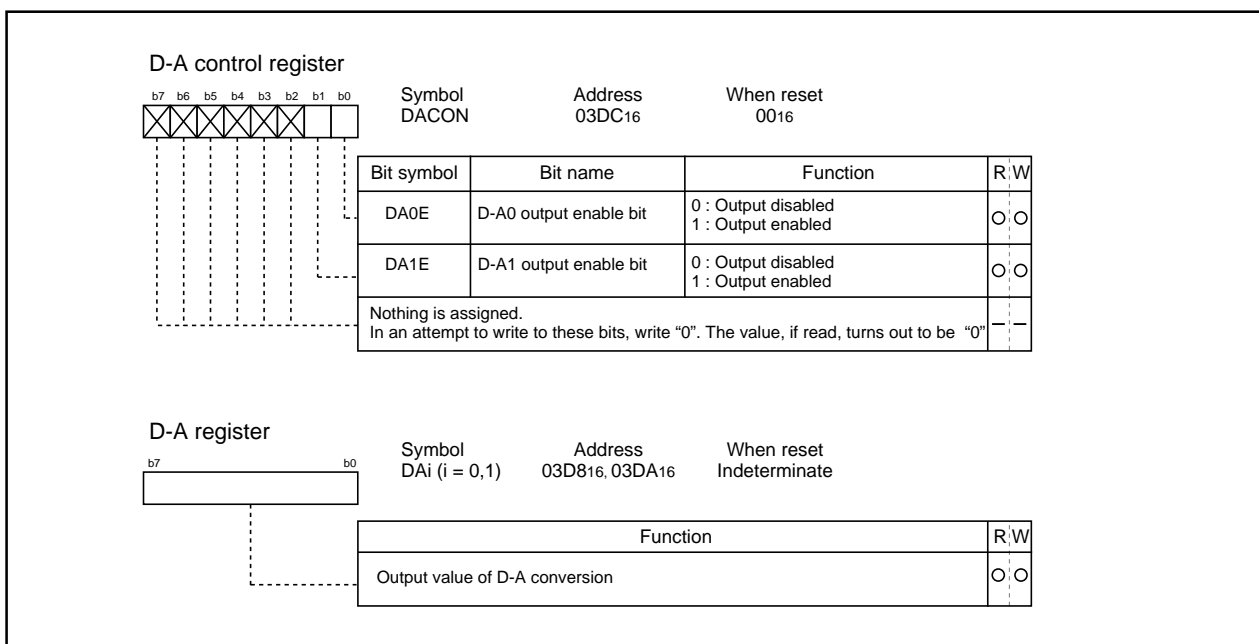 D-A control register
b7 b6 b5 b4 b3 b2 b1 b0
Symbol Address When reset
DACON 03DC16 0016
Bit symbol Bit name Function R W
DA0E D-A0 output enable bit 0 : Output disabled
1 : Output enabled
DA1E D-A1 output enable bit 0 : Output disabled
1 : Output enabled
Nothing is assigned.
In an attempt to write to these bits, write “0”. The value, if read, turns out to be “0”
D-A register
b7 b0
Symbol Address When reset
DAi (i = 0,1) 03D816, 03DA16 Indeterminate
Function R W
Output value of D-A conversion